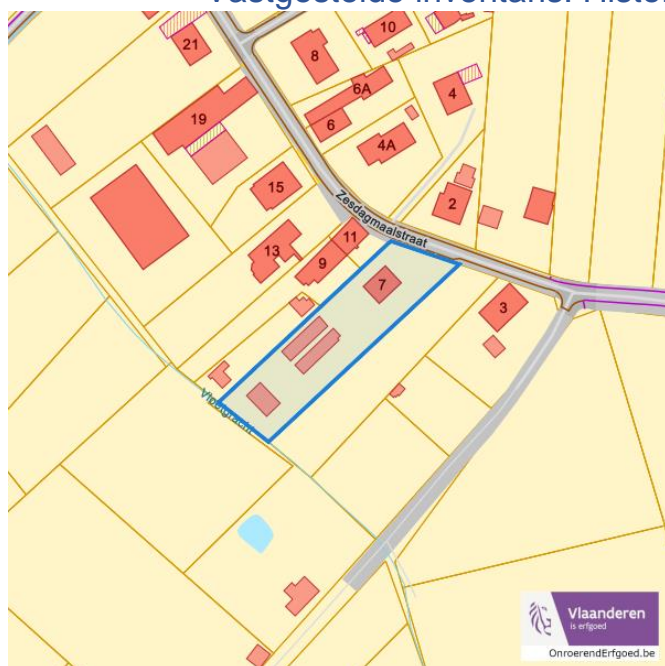 Vastgestelde Inventaris: Histor
21
8
10
6A
4
19
6
4A
15
Zesdagmaalstraat
2
11
13
9
7
3
Vloetgracht
Vlaanderen
is erfgoed
OnroerendErfgoed.be